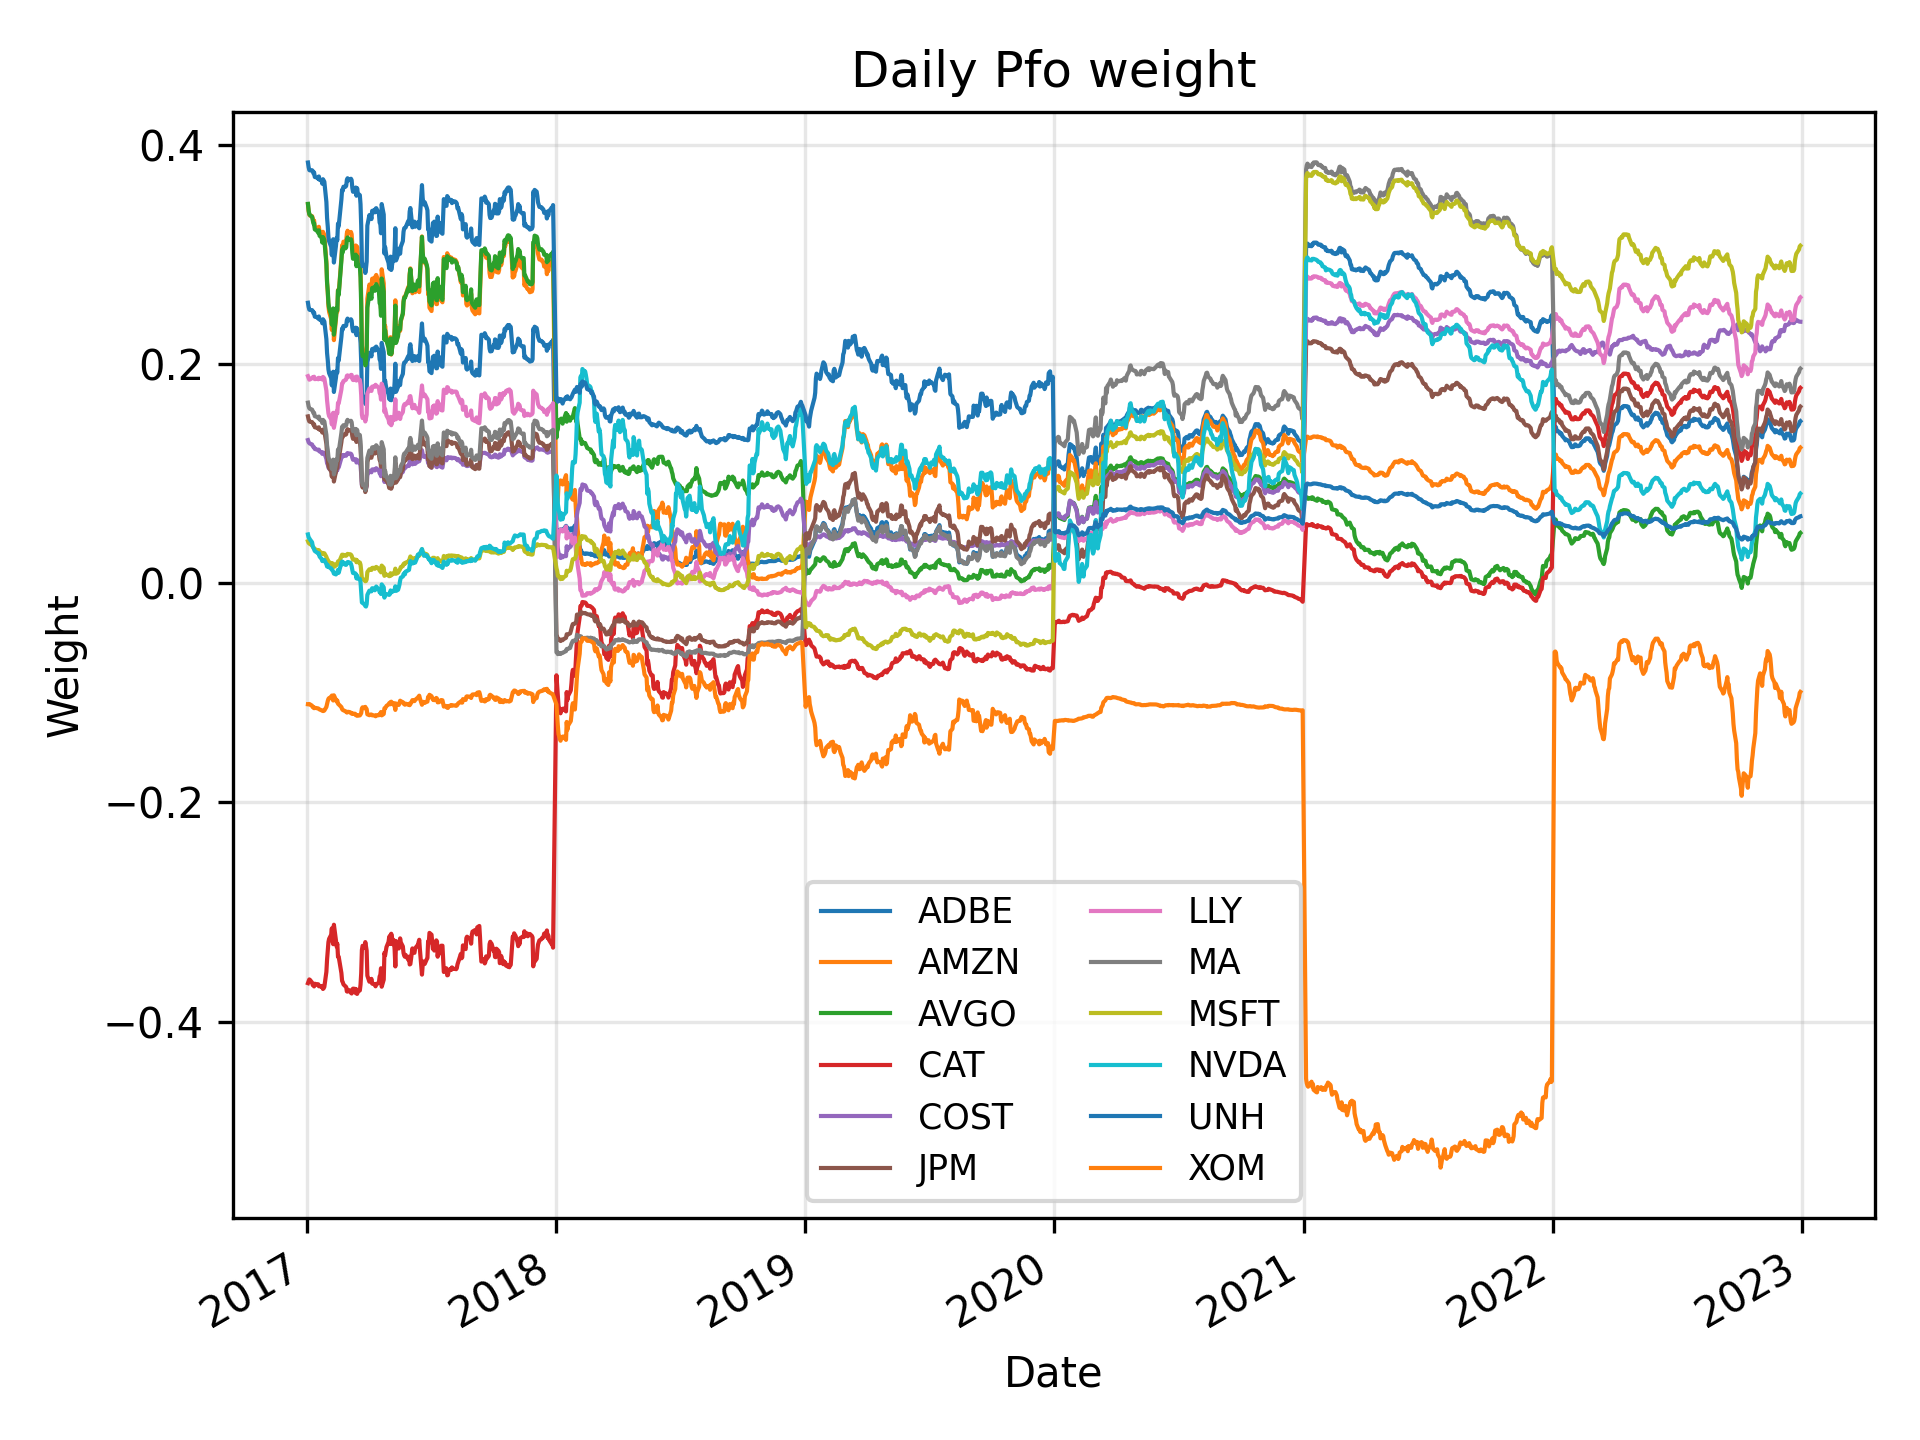 Daily Pfo weight
0.4
0.2
0.0
−0.2
−0.4
Weight
ADBE
AMZN
AVGO
CAT
COST
JPM
LLY
MA
MSFT
NVDA
UNH
XOM
2017
2018
2019
2020
2021
2022
2023
Date